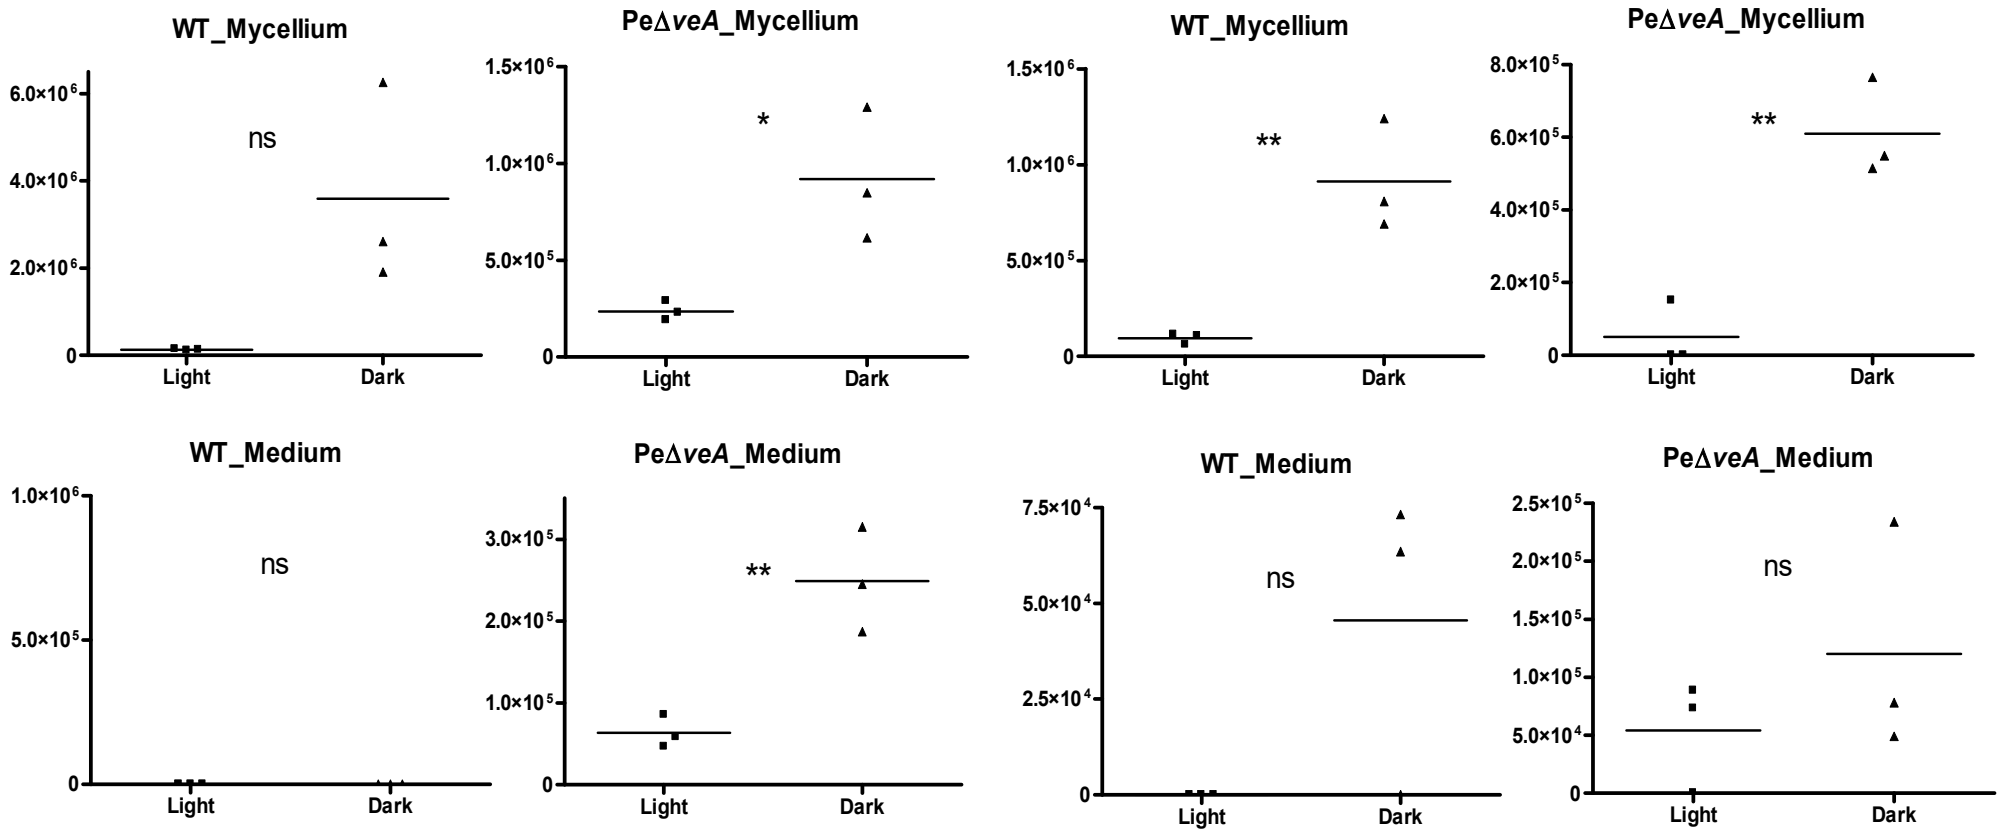 WT_Mycellium
6.0×10⁶
4.0×10⁶
2.0×10⁶
0
ns
Light Dark
PeΔveA_Mycellium
1.5×10⁶
1.0×10⁶
5.0×10⁵
0
*
Light Dark
WT_Mycellium
1.5×10⁶
1.0×10⁶
5.0×10⁵
0
**
Light Dark
PeΔveA_Mycellium
8.0×10⁵
6.0×10⁵
4.0×10⁵
2.0×10⁵
0
**
Light Dark
WT_Medium
1.0×10⁶
5.0×10⁵
0
ns
Light Dark
PeΔveA_Medium
3.0×10⁵
2.0×10⁵
1.0×10⁵
0
**
Light Dark
WT_Medium
7.5×10⁴
5.0×10⁴
2.5×10⁴
0
ns
Light Dark
PeΔveA_Medium
2.5×10⁵
2.0×10⁵
1.5×10⁵
1.0×10⁵
5.0×10⁴
0
ns
Light Dark